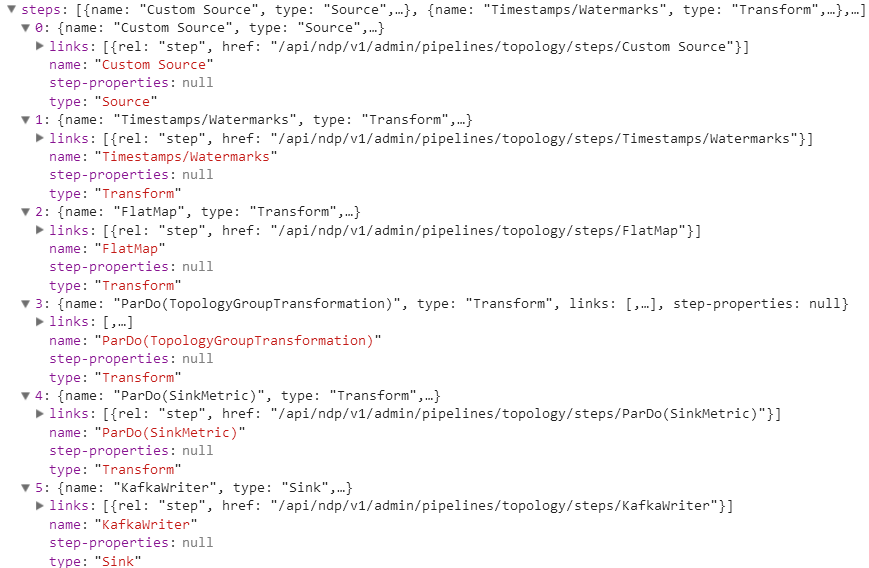 ▼ steps: [{name: "Custom Source", type: "Source",…}, {name: "Timestamps/Watermarks", type: "Transform",…},…]
▼ 0: {name: "Custom Source", type: "Source",…}
▶ links: [{rel: "step", href: "/api/ndp/v1/admin/pipelines/topology/steps/Custom Source"}]
name: "Custom Source"
step-properties: null
type: "Source"
▼ 1: {name: "Timestamps/Watermarks", type: "Transform",…}
▶ links: [{rel: "step", href: "/api/ndp/v1/admin/pipelines/topology/steps/Timestamps/Watermarks"}]
name: "Timestamps/Watermarks"
step-properties: null
type: "Transform"
▼ 2: {name: "FlatMap", type: "Transform",…}
▶ links: [{rel: "step", href: "/api/ndp/v1/admin/pipelines/topology/steps/FlatMap"}]
name: "FlatMap"
step-properties: null
type: "Transform"
▼ 3: {name: "ParDo(TopologyGroupTransformation)", type: "Transform", links: [,…], step-properties: null}
▶ links: [,…]
name: "ParDo(TopologyGroupTransformation)"
step-properties: null
type: "Transform"
▼ 4: {name: "ParDo(SinkMetric)", type: "Transform",…}
▶ links: [{rel: "step", href: "/api/ndp/v1/admin/pipelines/topology/steps/ParDo(SinkMetric)"}]
name: "ParDo(SinkMetric)"
step-properties: null
type: "Transform"
▼ 5: {name: "KafkaWriter", type: "Sink",…}
▶ links: [{rel: "step", href: "/api/ndp/v1/admin/pipelines/topology/steps/KafkaWriter"}]
name: "KafkaWriter"
step-properties: null
type: "Sink"